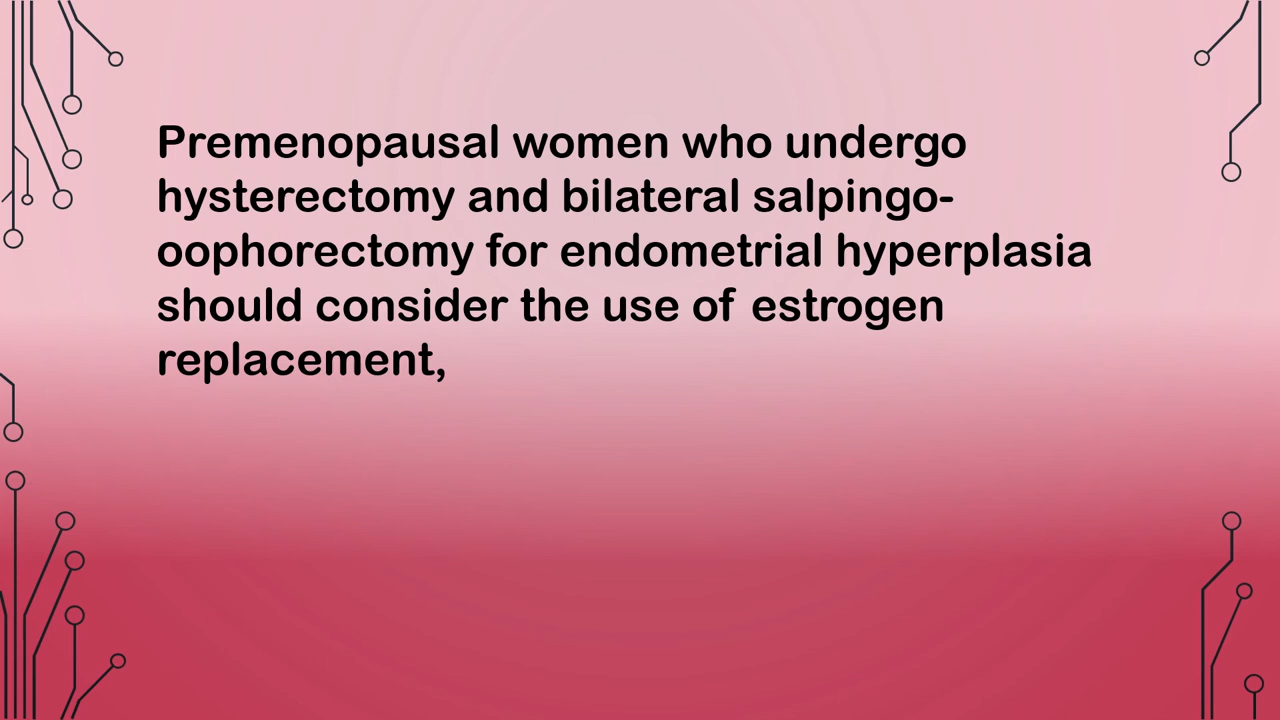 Premenopausal women who undergo
hysterectomy and bilateral salpingo-
oophorectomy for endometrial hyperplasia
should consider the use of estrogen
replacement,